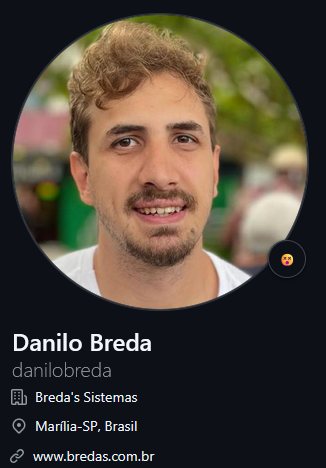 Danilo Breda
danilobreda
Breda's Sistemas
Marília-SP, Brasil
www.bredas.com.br